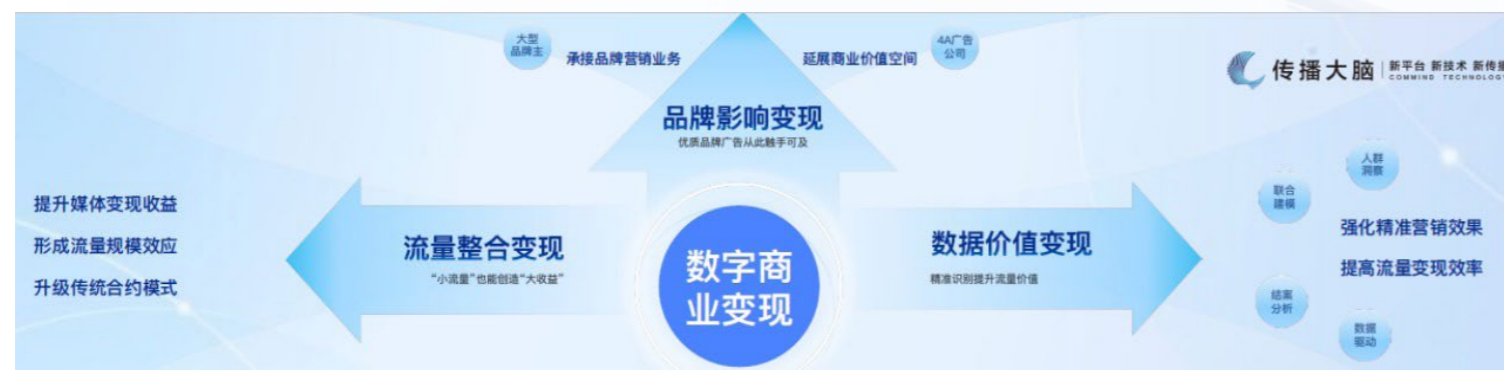 大型
品牌主
承接品牌营销业务
延展商业价值空间
4A广告
公司
传播大脑
新平台 新技术 新传播
COMMIND TECHNOLOGY
品牌影响变现
优质品牌广告从此触手可及
提升媒体变现收益
形成流量规模效应
升级传统合约模式
流量整合变现
“小流量”也能创造“大收益”
数字商
业变现
数据价值变现
精准识别提升流量价值
人群
洞察
联合
建模
强化精准营销效果
提高流量变现效率
结案
分析
数据
驱动